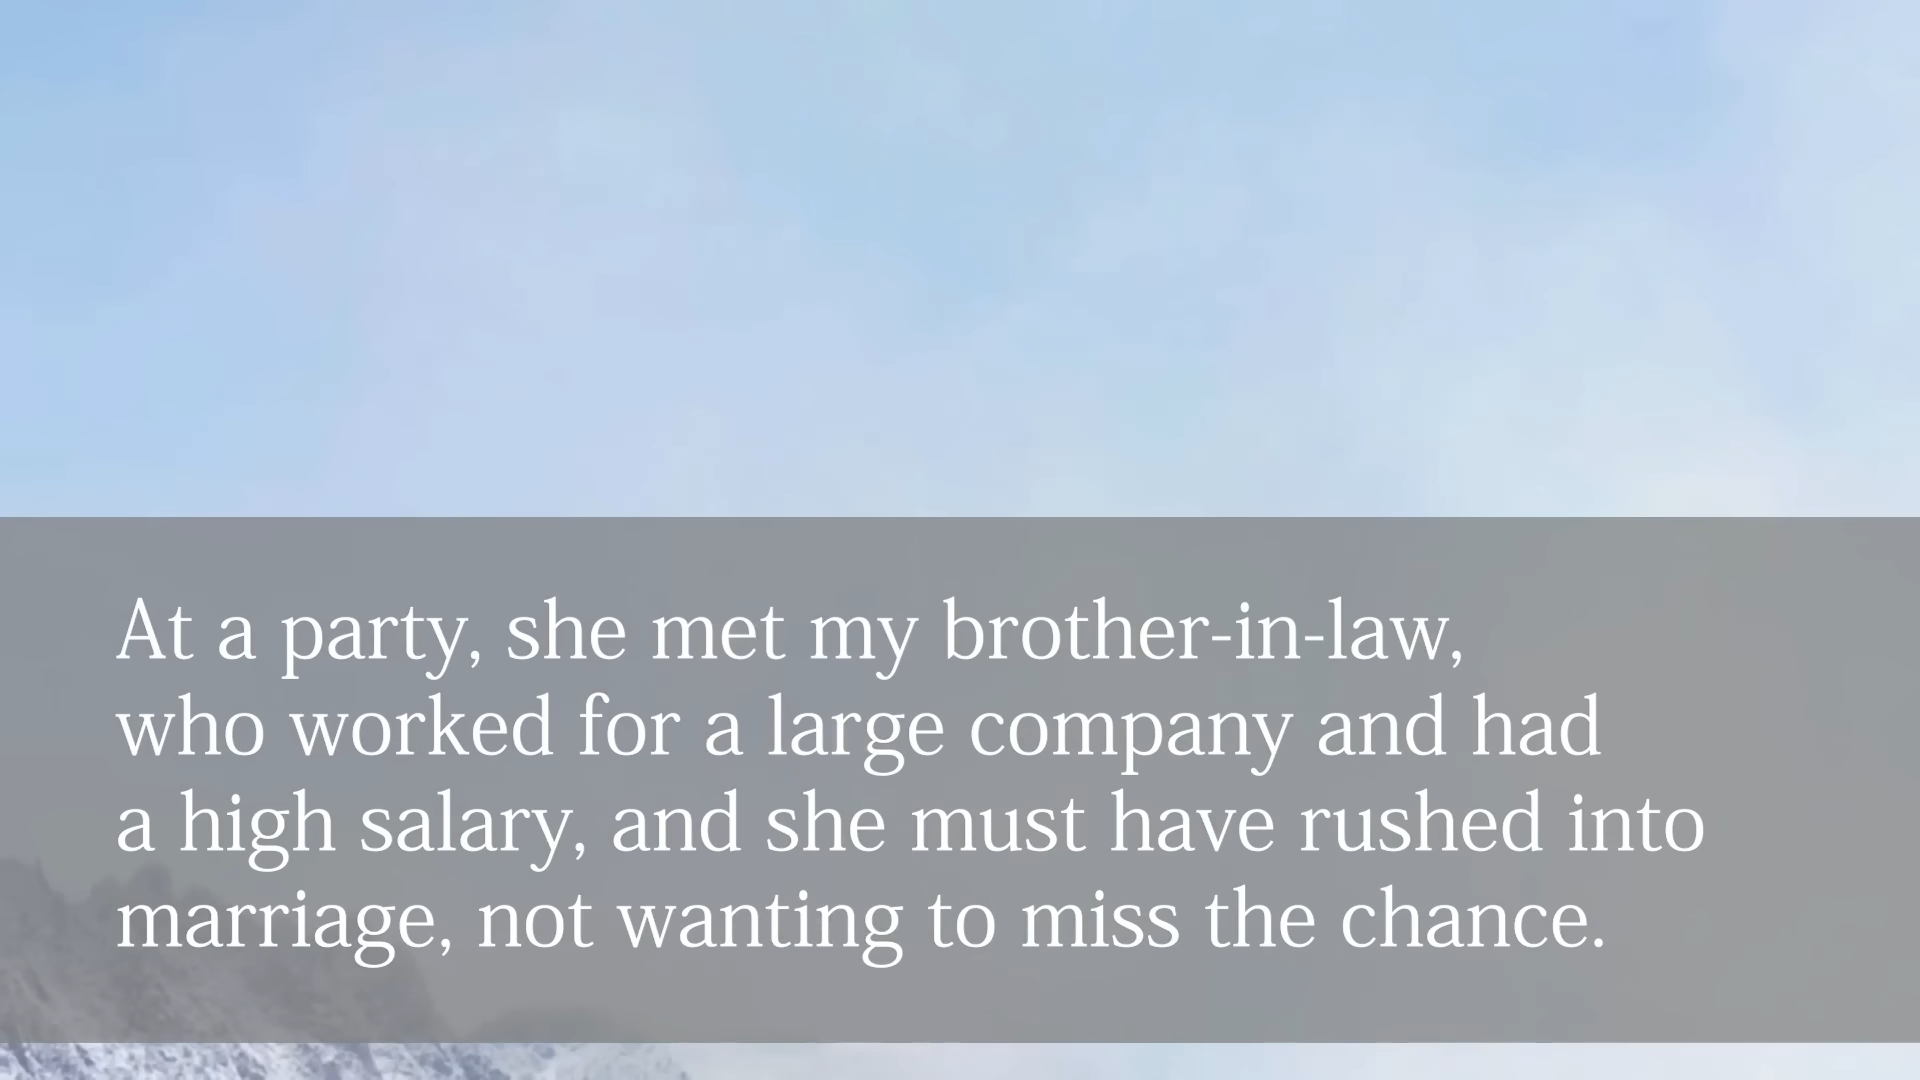 At a party, she met my brother-in-law,
who worked for a large company and had
a high salary, and she must have rushed into
marriage, not wanting to miss the chance.